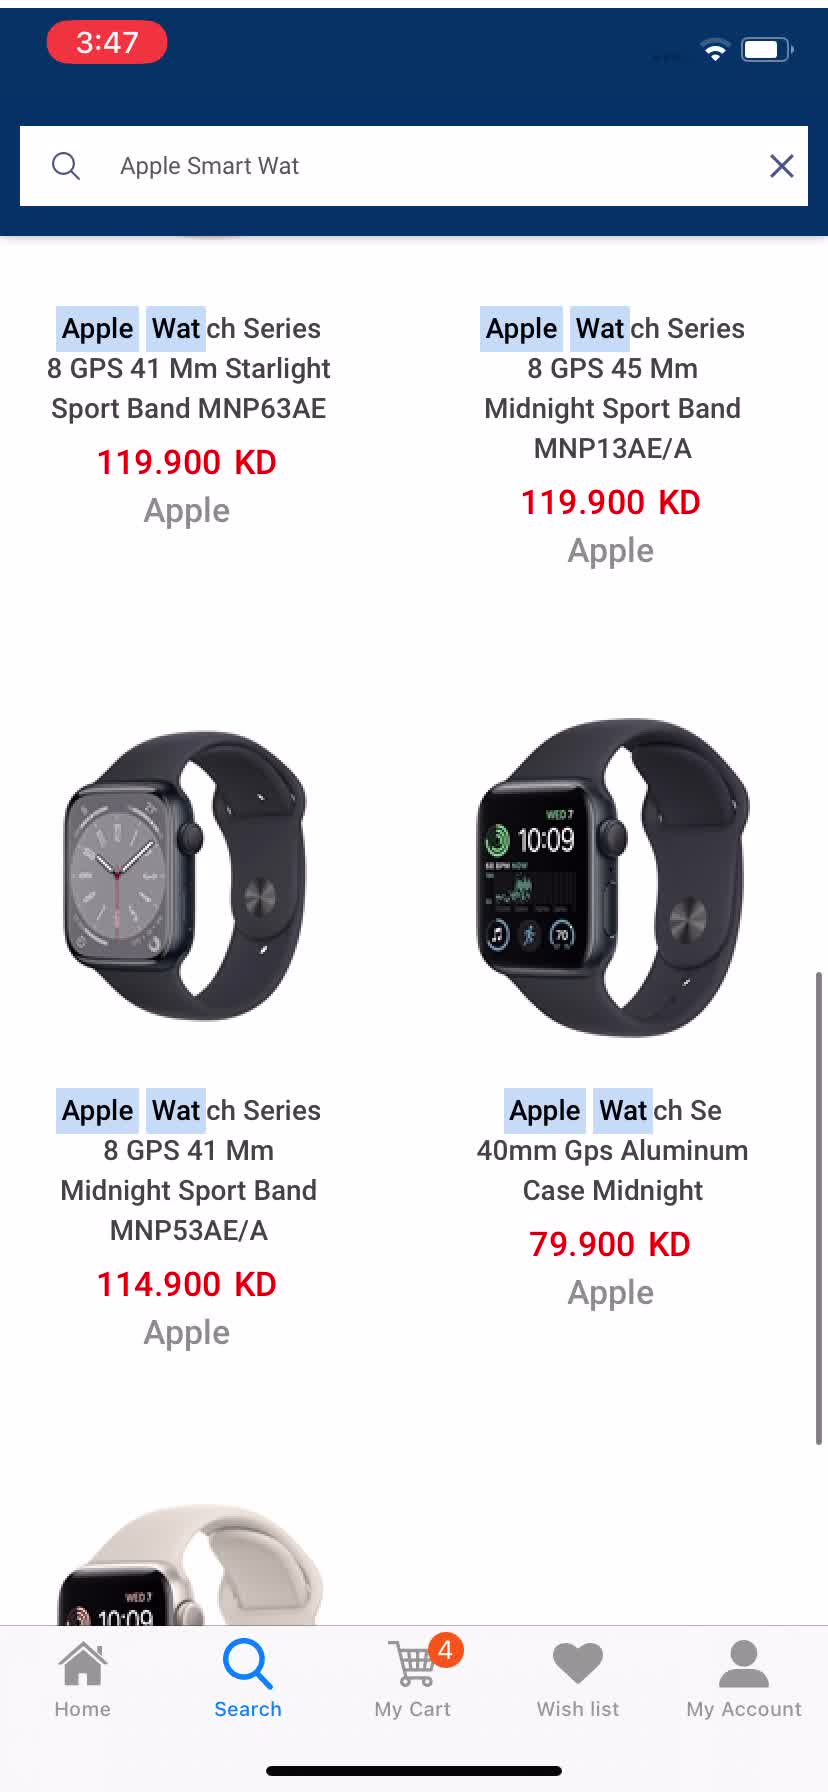 3:47
Apple Smart Wat
Apple Watch Series
8 GPS 41 Mm Starlight
Sport Band MNP63AE
119.900 KD
Apple
Apple Watch Series
8 GPS 45 Mm
Midnight Sport Band
MNP13AE/A
119.900 KD
Apple
WED 7
10:09
70
Apple Watch Series
8 GPS 41 Mm
Midnight Sport Band
MNP53AE/A
114.900 KD
Apple
Apple Watch Se
40mm Gps Aluminum
Case Midnight
79.900 KD
Apple
WED 7
10:09
Home
Search
4
My Cart
Wish list
My Account